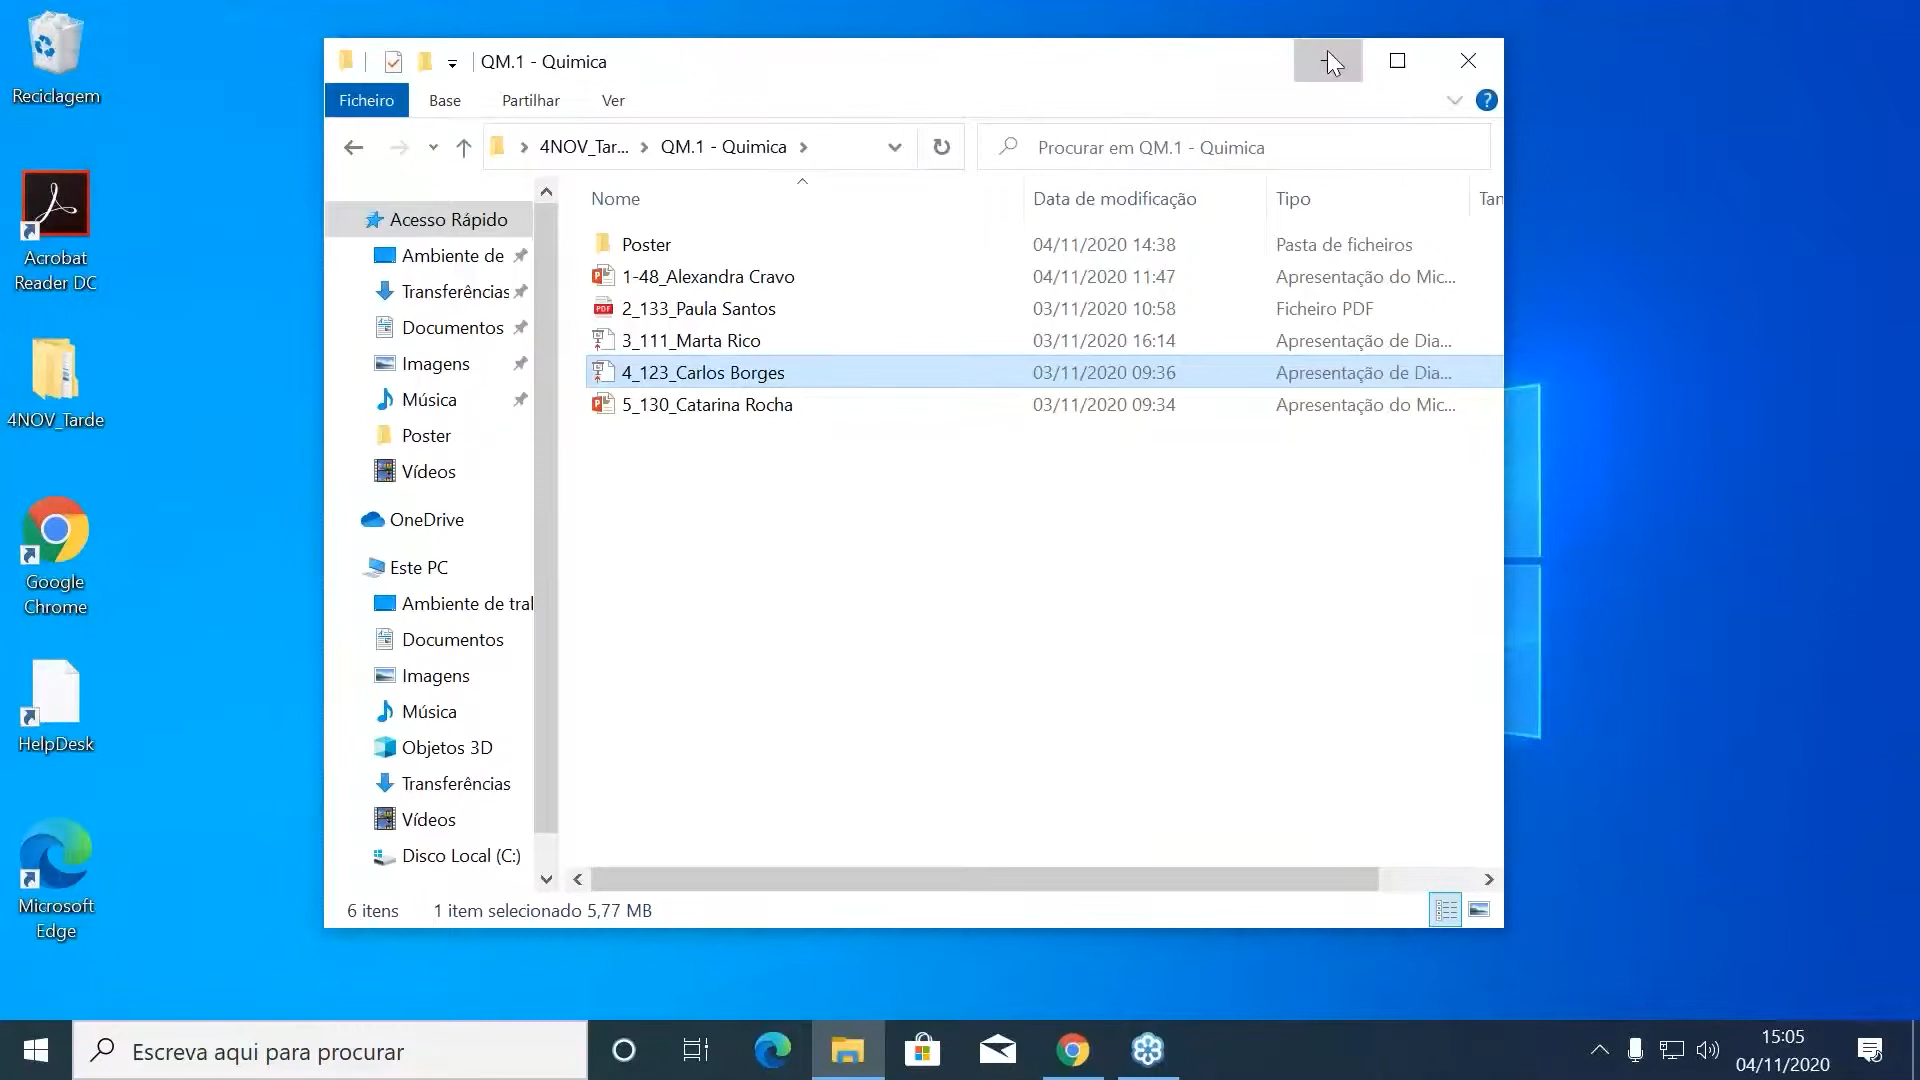 Reciclagem
Acrobat
Reader DC
4NOV_Tarde
Google
Chrome
HelpDesk
Microsoft
Edge
QM.1 - Quimica
Ficheiro
Base
Partilhar
Ver
4NOV_Tar...
QM.1 - Quimica
Procurar em QM.1 - Quimica
Acesso Rápido
Ambiente de
Transferências
Documentos
Imagens
Música
Poster
Vídeos
OneDrive
Este PC
Ambiente de tral
Documentos
Imagens
Música
Objetos 3D
Transferências
Vídeos
Disco Local (C:)
Nome Data de modificação Tipo Tan
Poster 04/11/2020 14:38 Pasta de ficheiros
1-48_Alexandra Cravo 04/11/2020 11:47 Apresentação do Mic...
2_133_Paula Santos 03/11/2020 10:58 Ficheiro PDF
3_111_Marta Rico 03/11/2020 16:14 Apresentação de Dia...
4_123_Carlos Borges 03/11/2020 09:36 Apresentação de Dia...
5_130_Catarina Rocha 03/11/2020 09:34 Apresentação do Mic...
6 itens 1 item selecionado 5,77 MB
Escreva aqui para procurar
15:05
04/11/2020